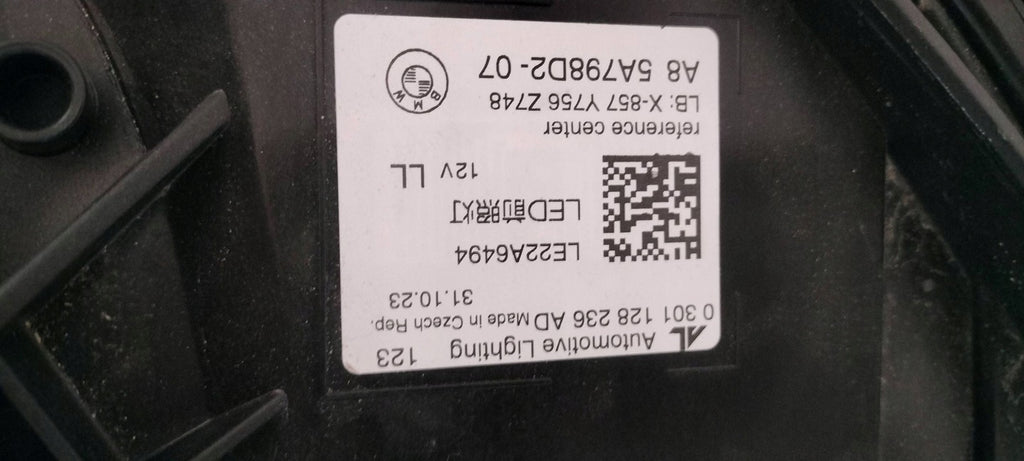 AL Automotive Lighting 123
0 301 128 236 AD Made in Czech Rep.
31.10.23
LE22A6494
LED前照灯
12V LL
reference center
LB: X-857 Y756 Z748
A8 5A798D2-07
BMW